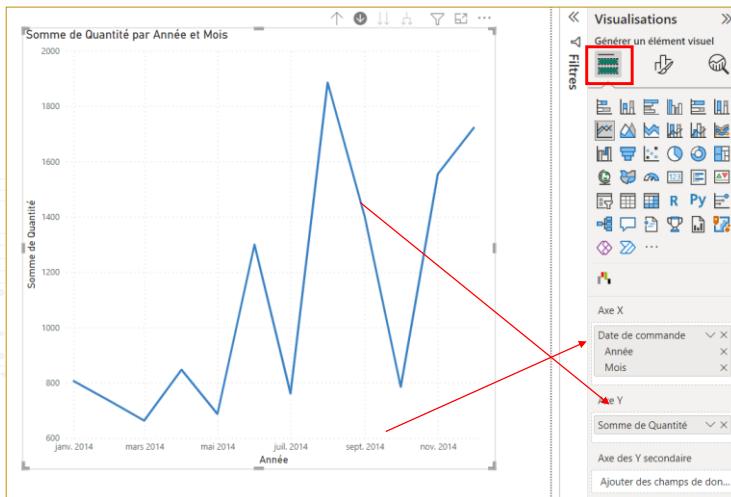 Somme de Quantité par Année et Mois
2000
1800
1600
1400
1200
1000
800
600
Somme de Quantité
janv. 2014
mars 2014
mai 2014
juil. 2014
sept. 2014
nov. 2014
Année
Filtres
Visualisations
Générer un élément visuel
123
R
Py
Axe X
Date de commande
Année
Mois
Axe Y
Somme de Quantité
Axe des Y secondaire
Ajouter des champs de don...